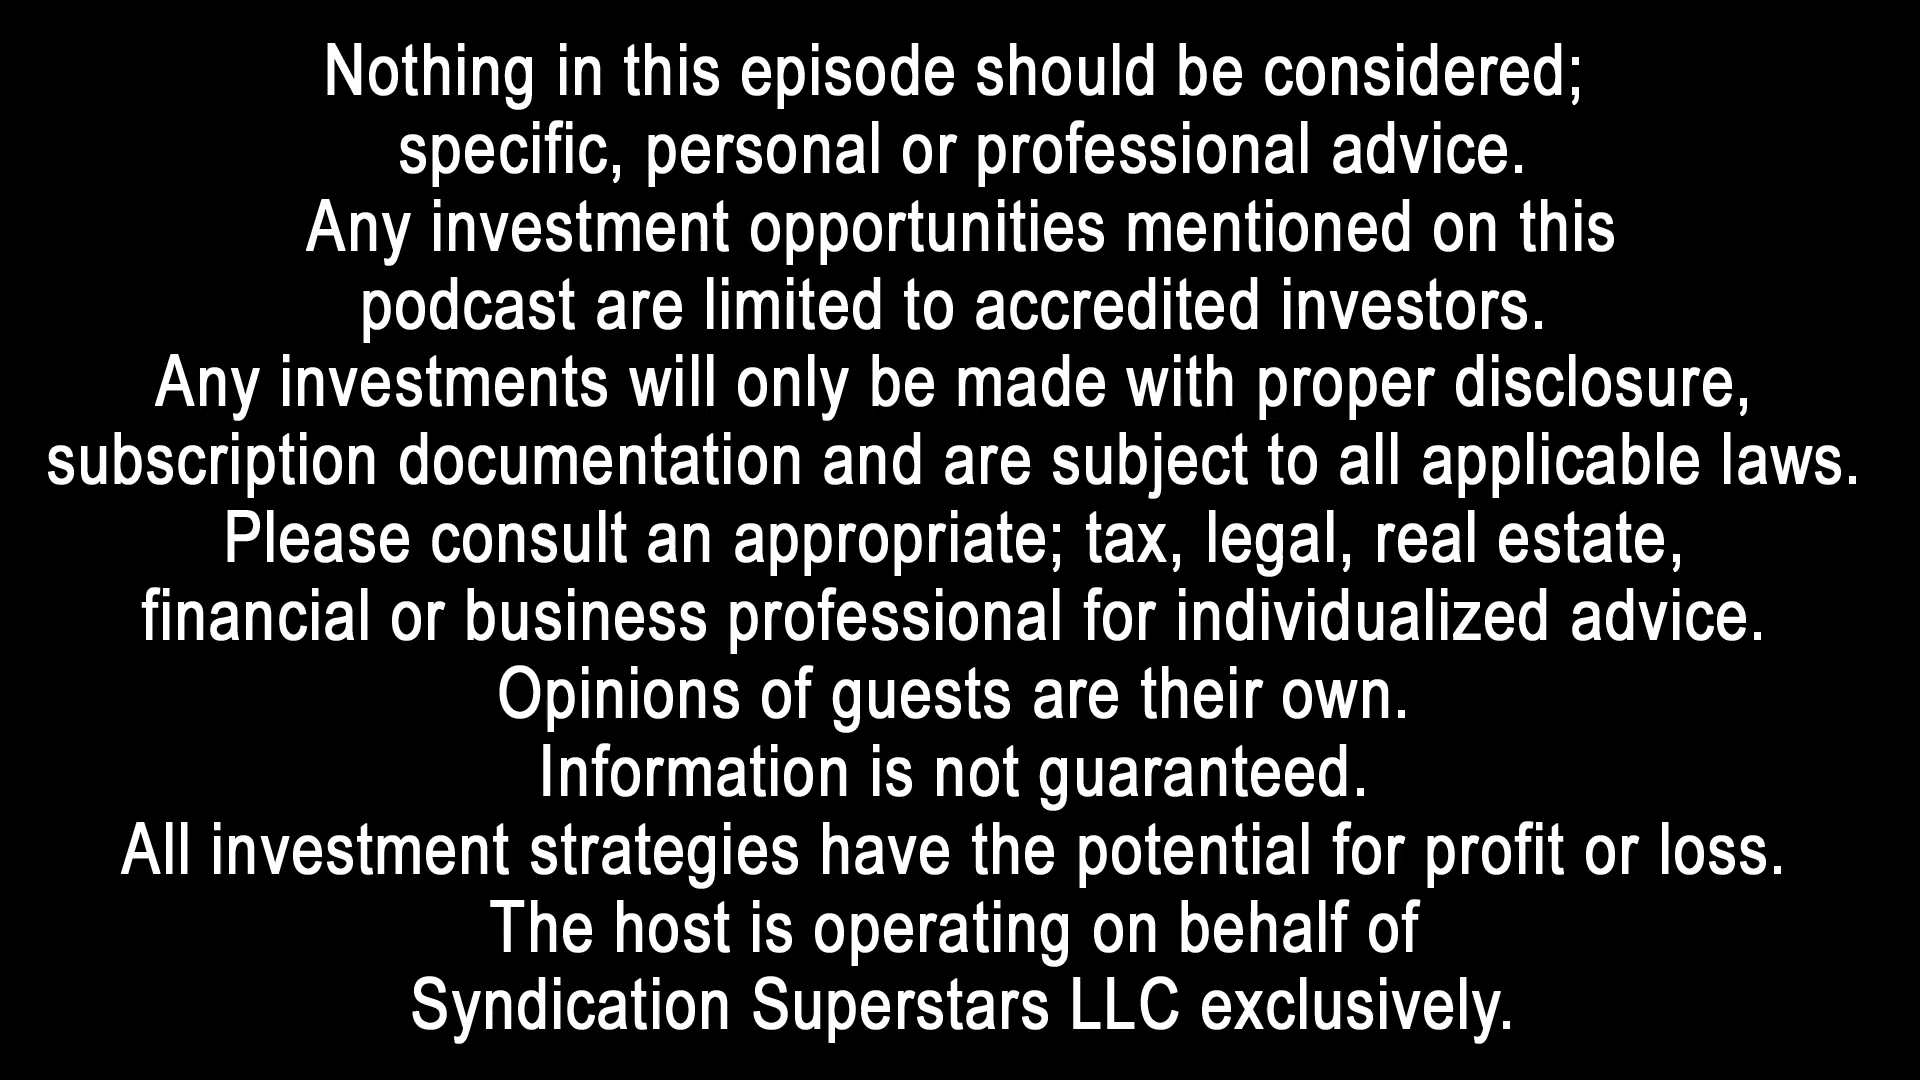 Nothing in this episode should be considered;
specific, personal or professional advice.
Any investment opportunities mentioned on this
podcast are limited to accredited investors.
Any investments will only be made with proper disclosure,
subscription documentation and are subject to all applicable laws.
Please consult an appropriate; tax, legal, real estate,
financial or business professional for individualized advice.
Opinions of guests are their own.
Information is not guaranteed.
All investment strategies have the potential for profit or loss.
The host is operating on behalf of
Syndication Superstars LLC exclusively.